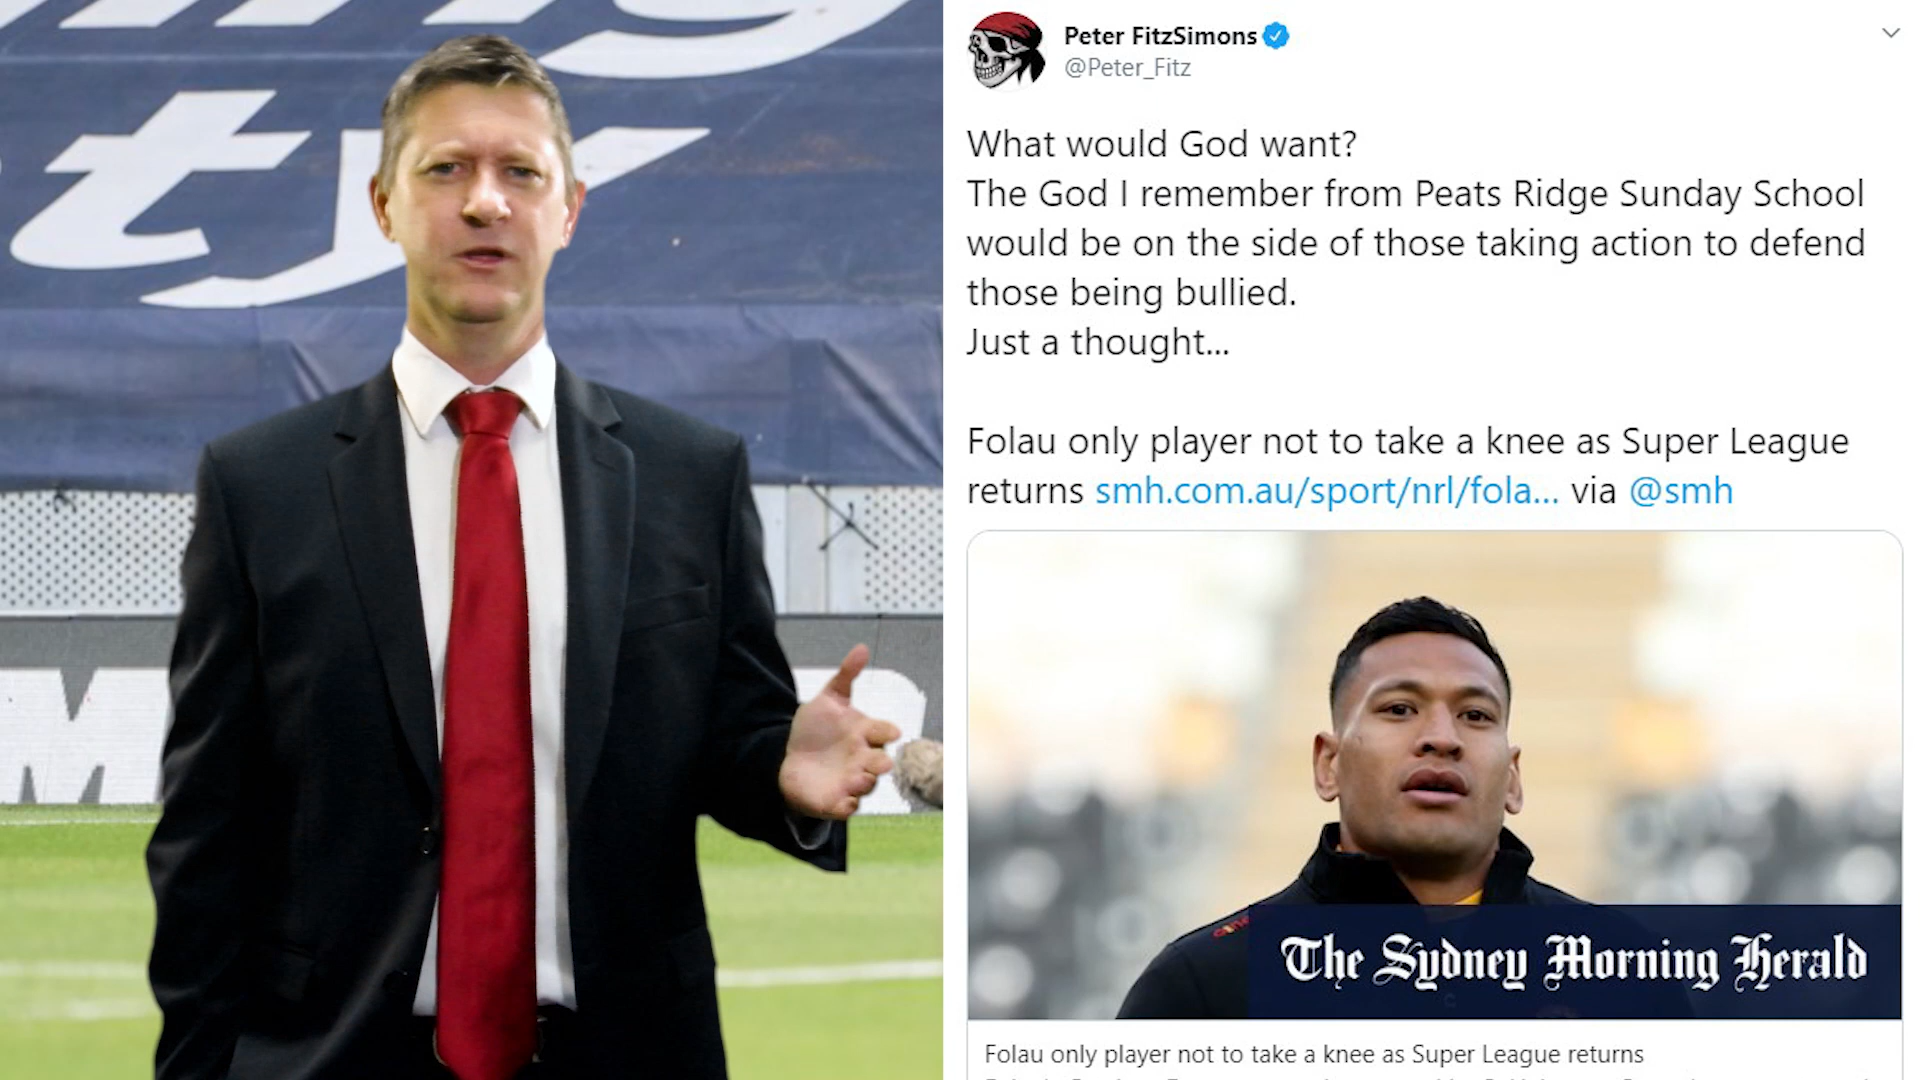 ng
ty
Peter FitzSimons
@Peter_Fitz
What would God want?
The God I remember from Peats Ridge Sunday School
would be on the side of those taking action to defend
those being bullied.
Just a thought...
Folau only player not to take a knee as Super League
returns smh.com.au/sport/nrl/fola... via @smh
The Sydney Morning Herald
Folau only player not to take a knee as Super League returns